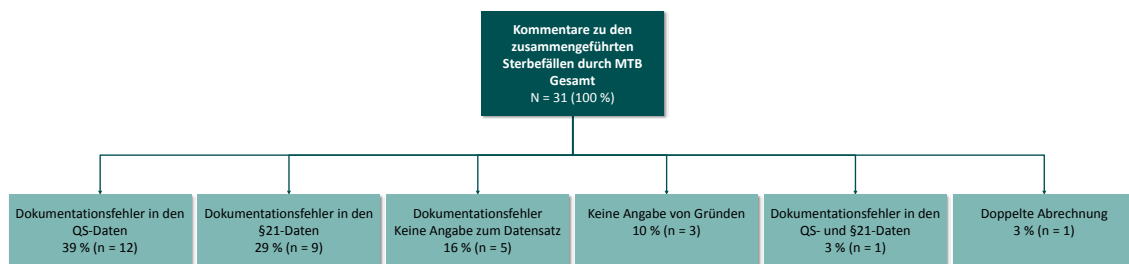 Kommentare zu den
zusammengeführten
Sterbefällen durch MTB
Gesamt
N = 31 (100 %)
Dokumentationsfehler in den
QS-Daten
39 % (n = 12)
Dokumentationsfehler in den
§21-Daten
29 % (n = 9)
Dokumentationsfehler
Keine Angabe zum Datensatz
16 % (n = 5)
Keine Angabe von Gründen
10 % (n = 3)
Dokumentationsfehler in den
QS- und §21-Daten
3 % (n = 1)
Doppelte Abrechnung
3 % (n = 1)